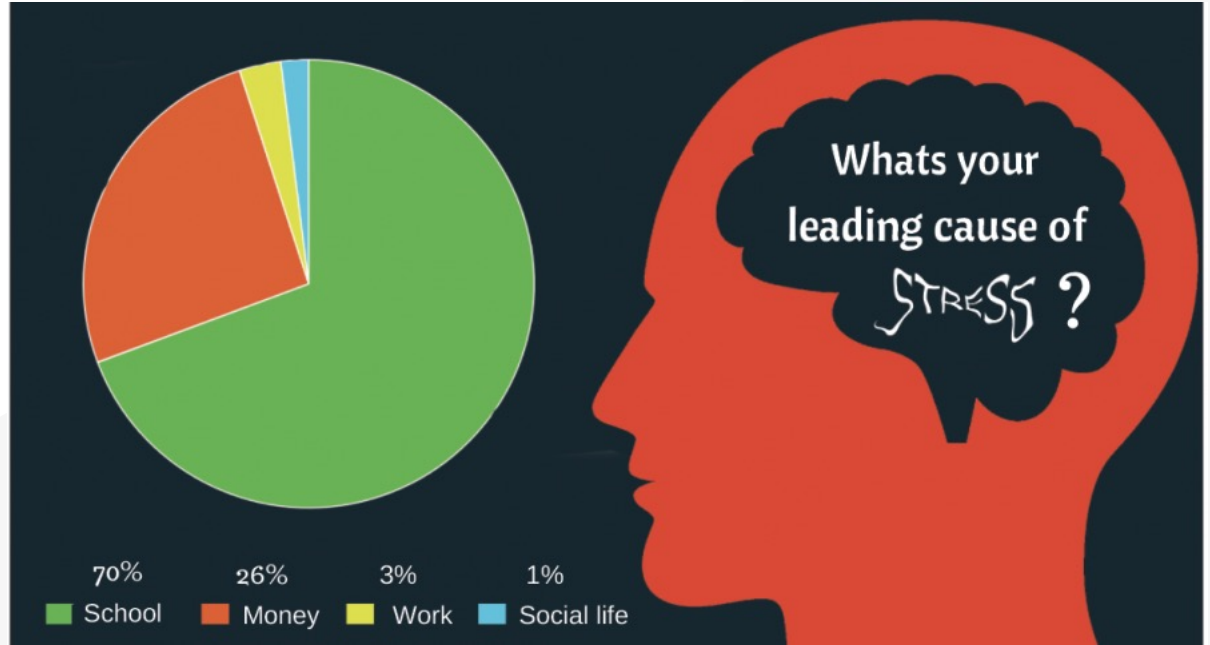 Whats your
leading cause of
STRESS ?
70% 26% 3% 1%
School Money Work Social life